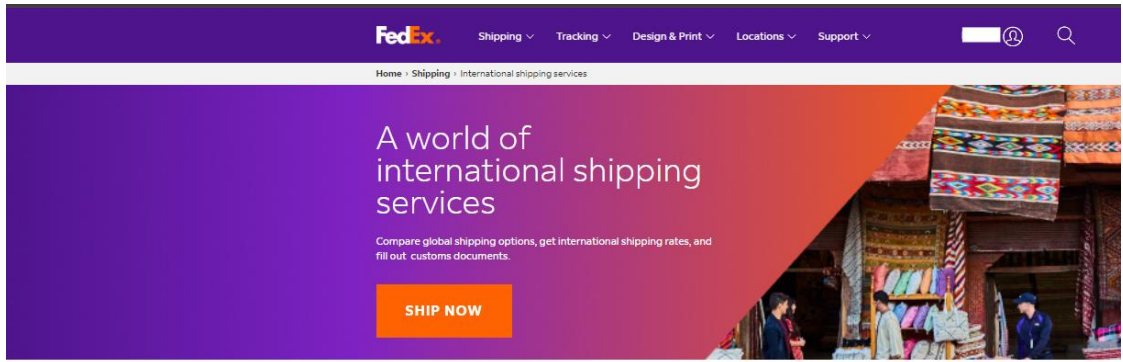 FedEx.
Shipping
Tracking
Design & Print
Locations
Support
Home › Shipping › International shipping services
A world of
international shipping
services
Compare global shipping options, get international shipping rates, and
fill out customs documents.
SHIP NOW